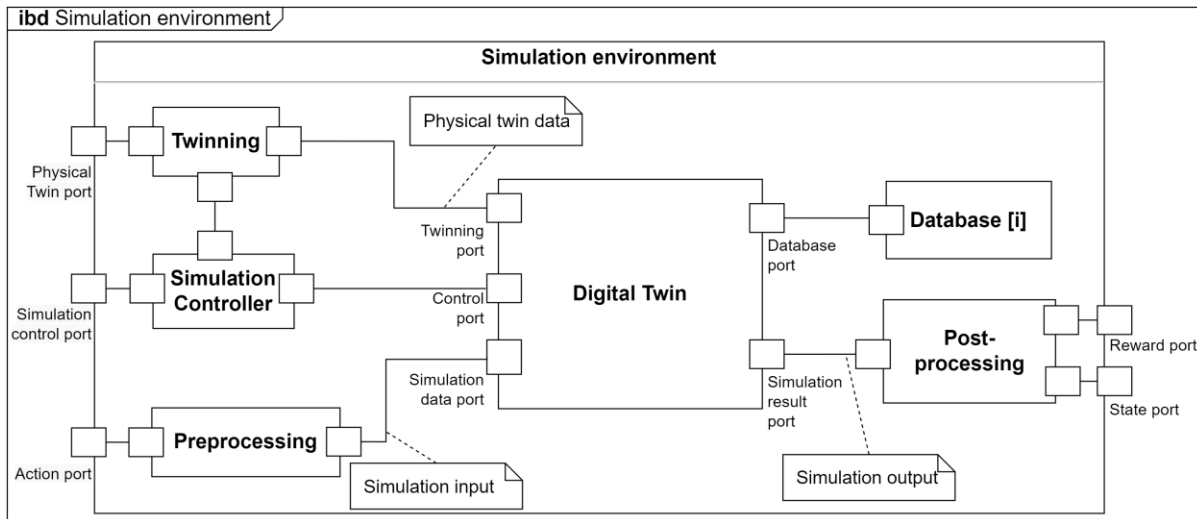 ibd Simulation environment
Simulation environment
Physical twin data
Twinning
Physical
Twin port
Twinning
port
Database [i]
Database
port
Simulation
Controller
Simulation
control port
Control
port
Digital Twin
Post-
processing
Reward port
State port
Simulation
data port
Simulation
result
port
Preprocessing
Action port
Simulation input
Simulation output